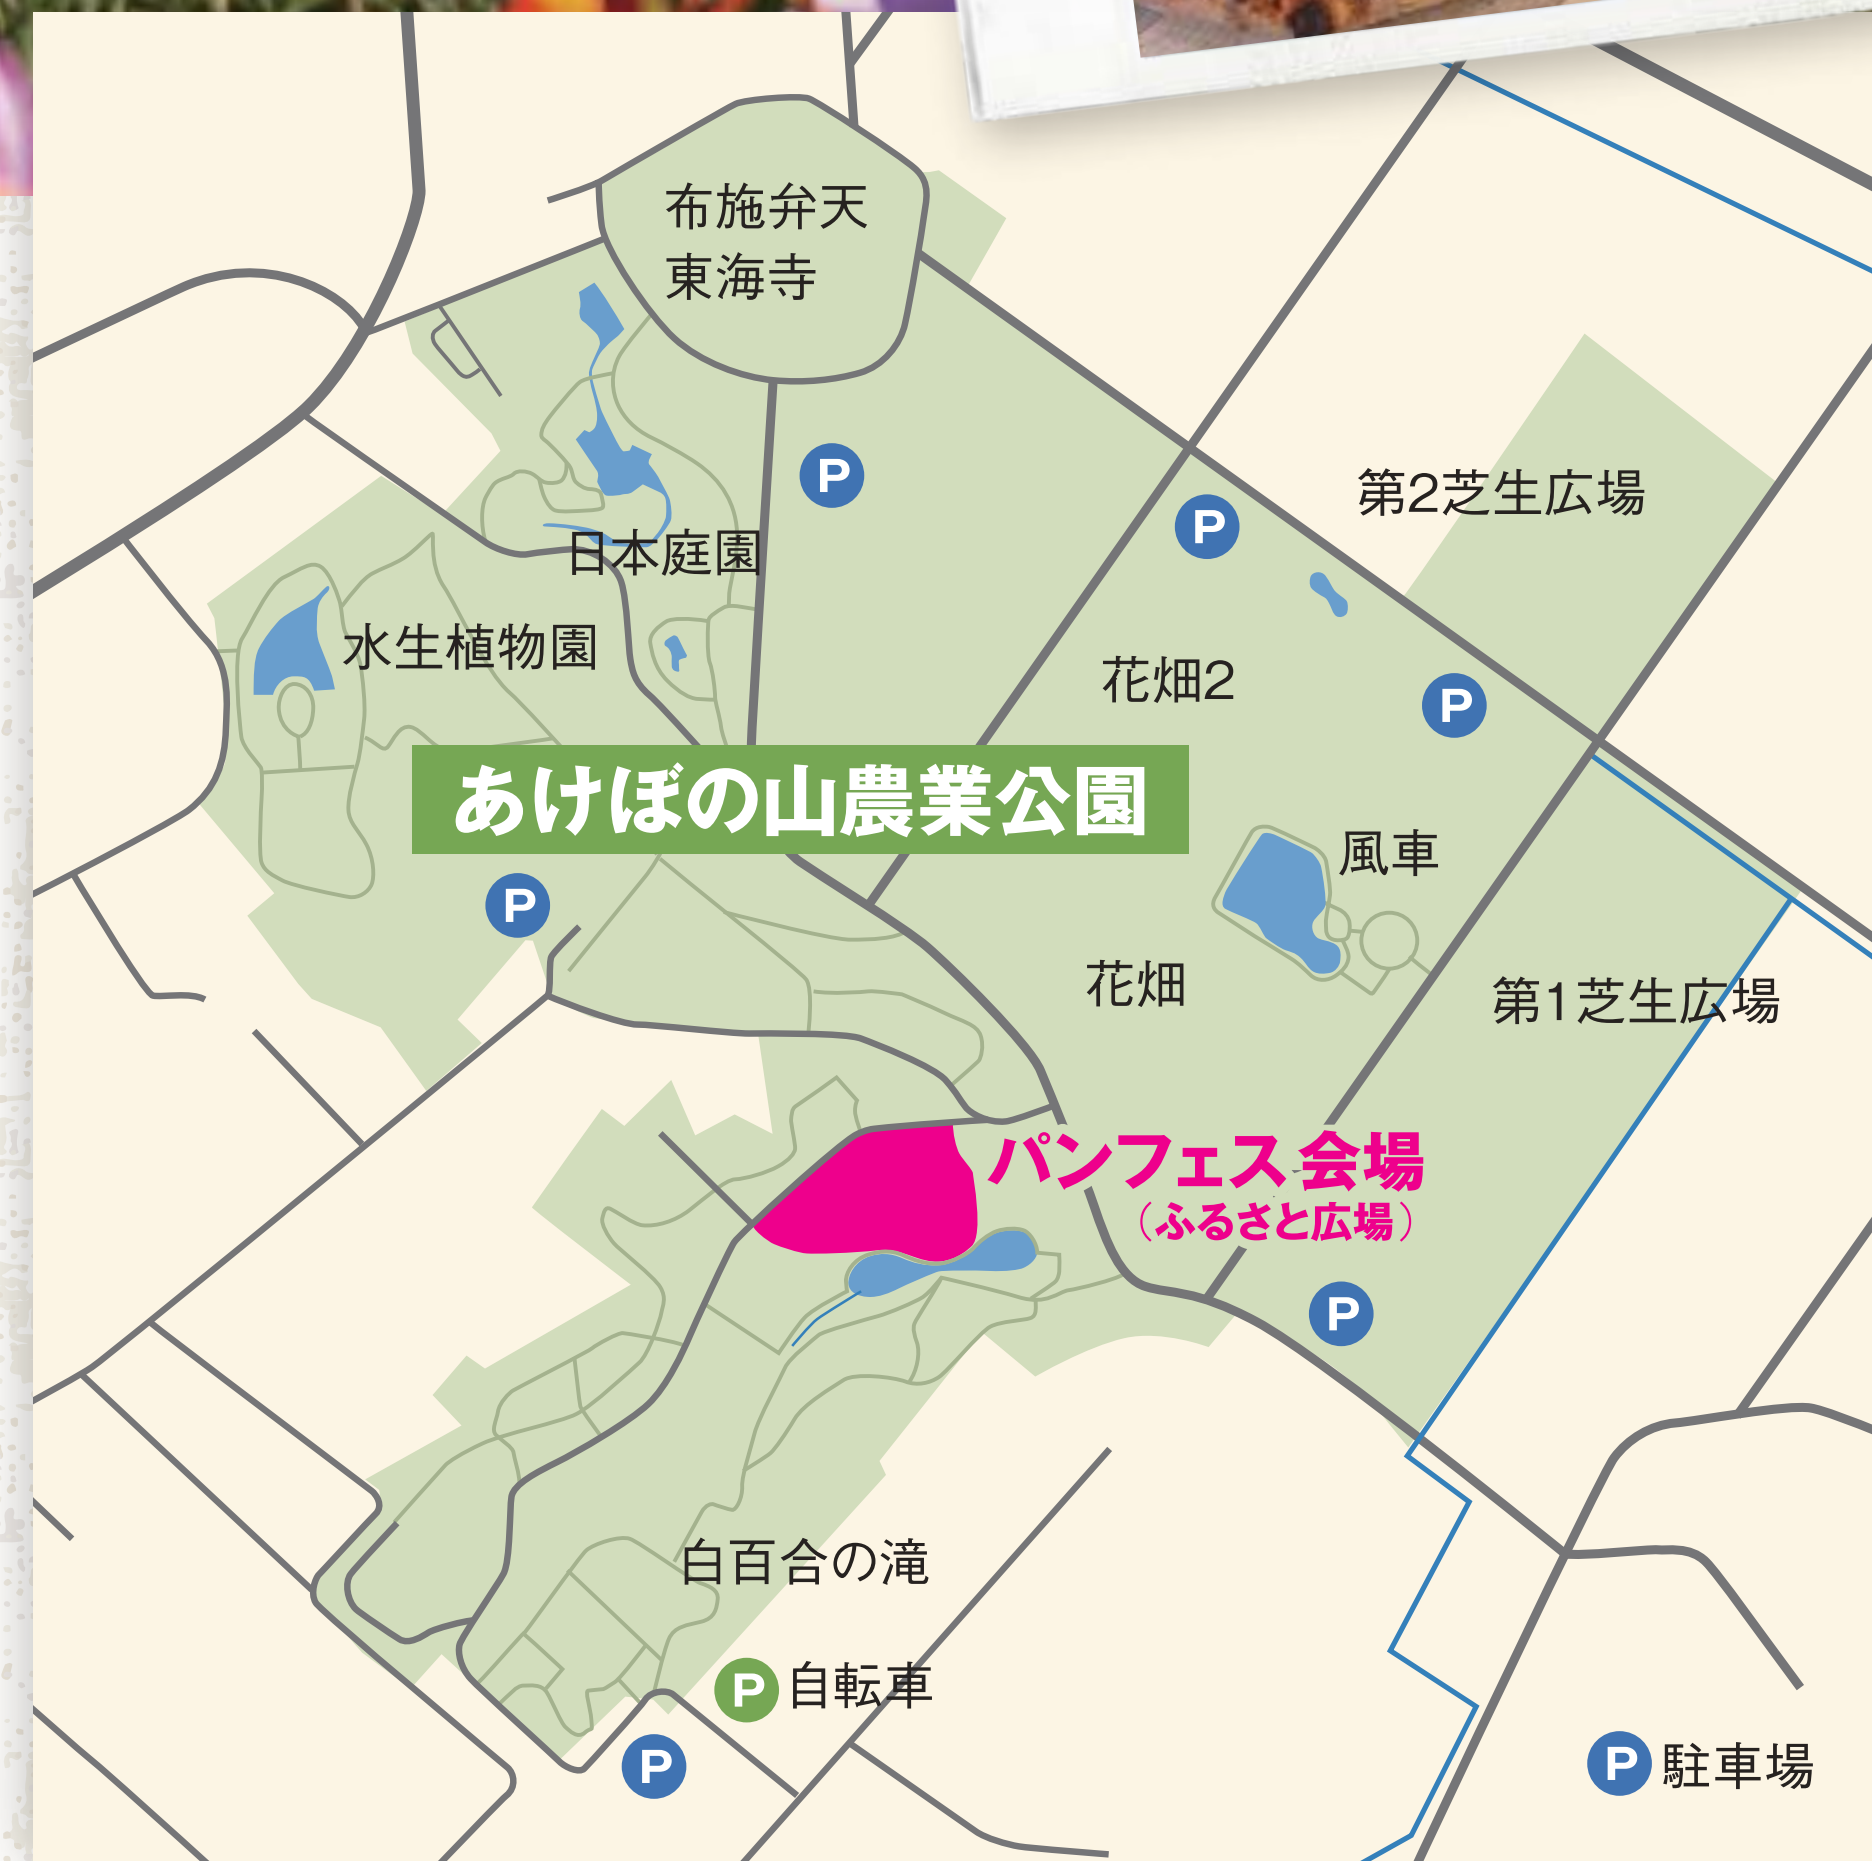 布施弁天
東海寺
P
P
第2芝生広場
日本庭園
水生植物園
花畑2
P
あけぼの山農業公園
風車
P
花畑
第1芝生広場
パンフェス会場
（ふるさと広場）
P
白百合の滝
P 自転車
P
P 駐車場